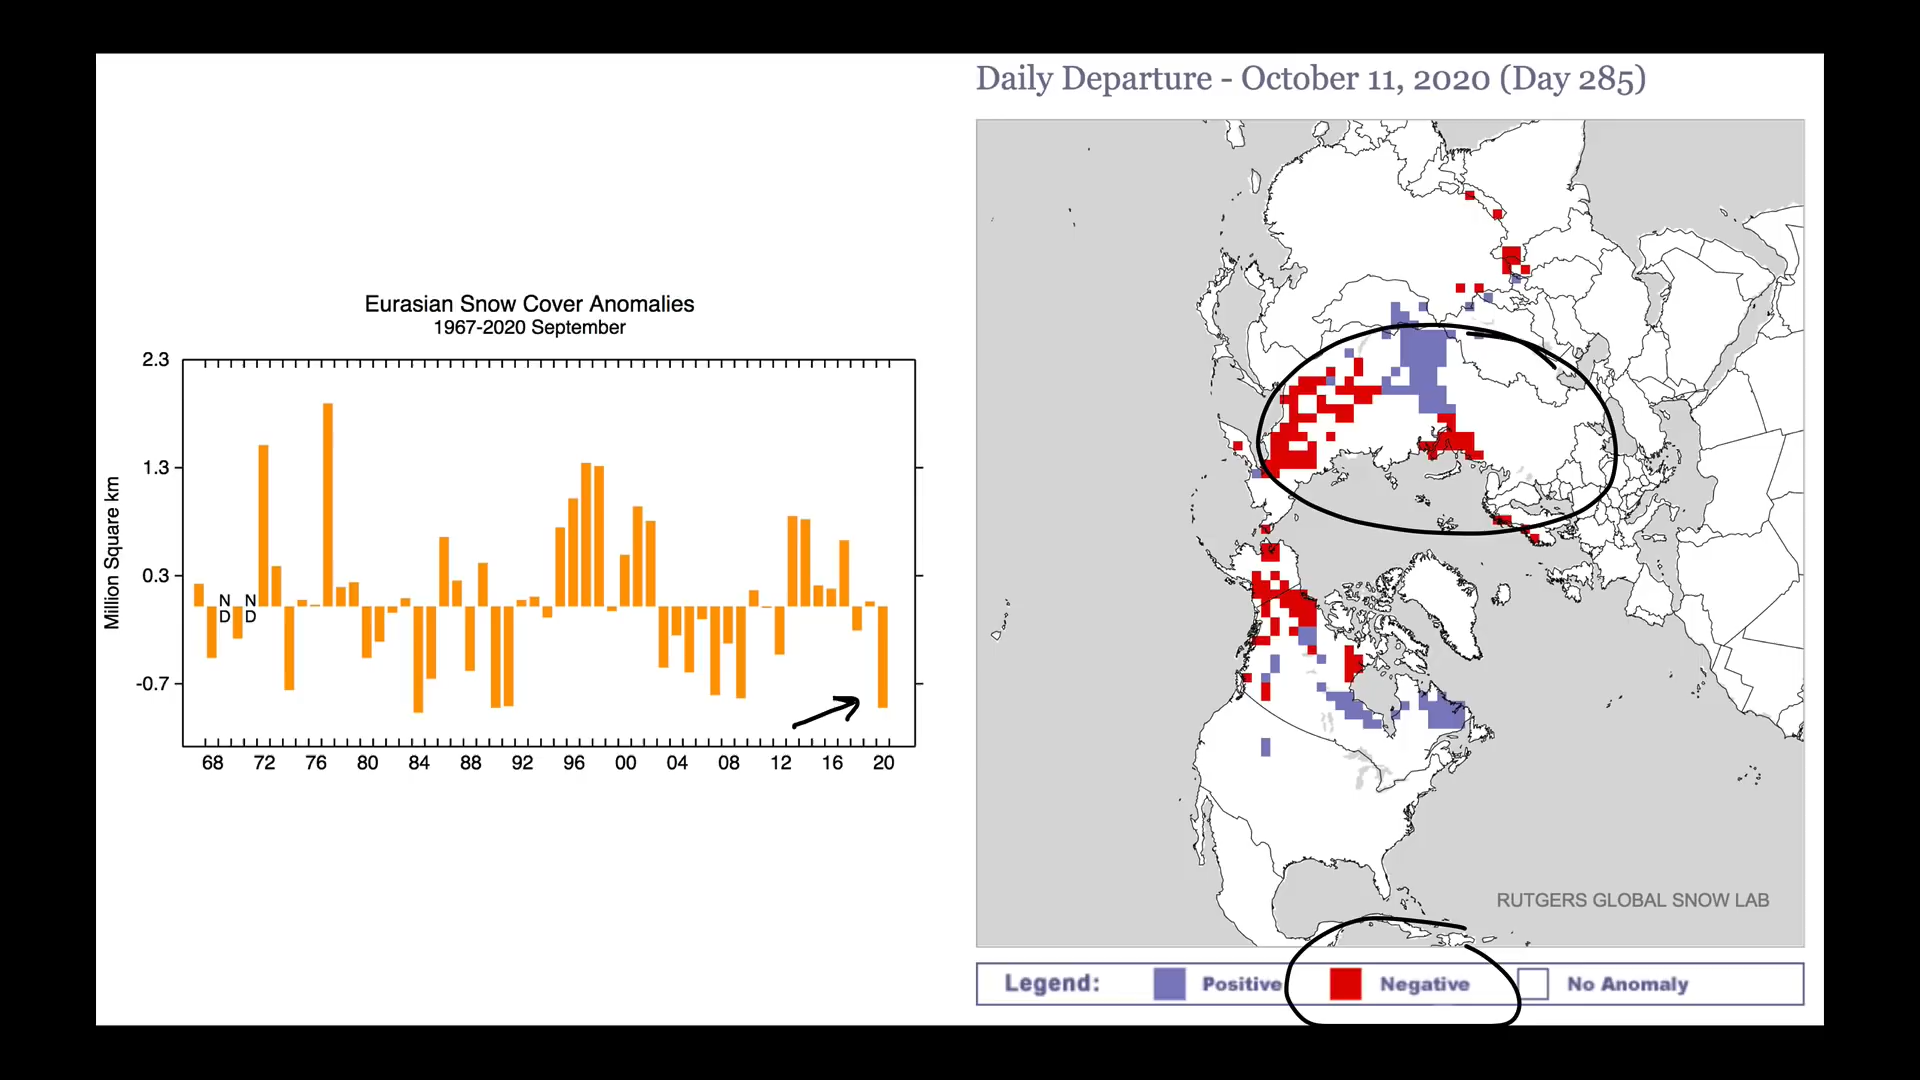 Daily Departure - October 11, 2020 (Day 285)
Eurasian Snow Cover Anomalies
1967-2020 September
Million Square km
2.3
1.3
0.3
-0.7
N N
D D
68 72 76 80 84 88 92 96 00 04 08 12 16 20
RUTGERS GLOBAL SNOW LAB
Legend: Positive Negative No Anomaly